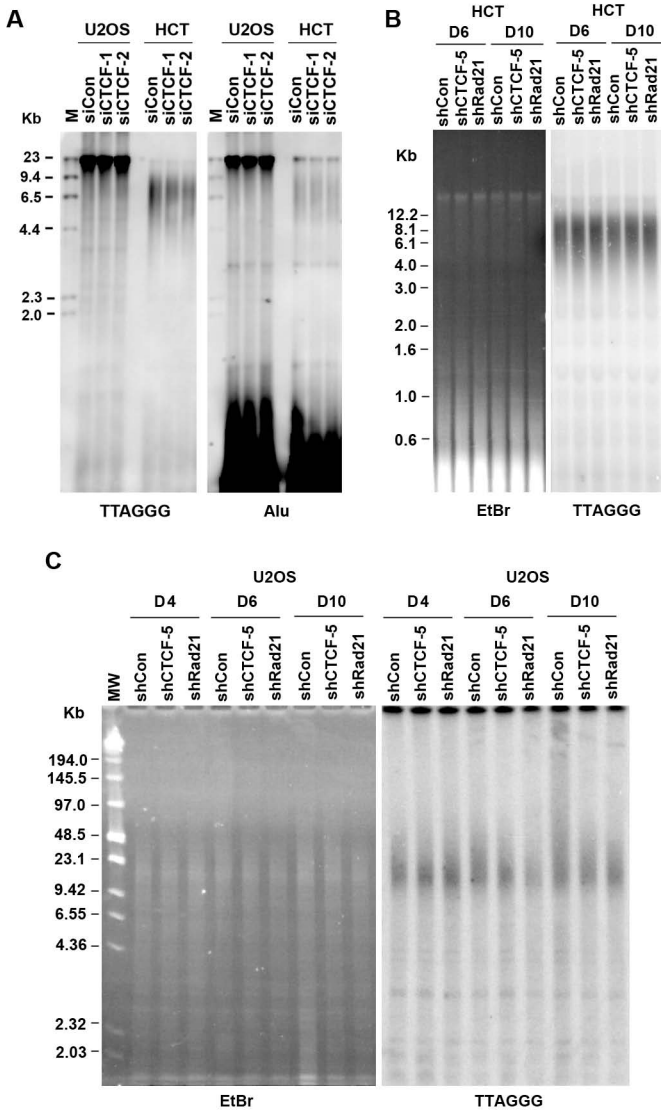 A
U2OS HCT U2OS HCT
M siCon siCTCF-1 siCTCF-2 siCon siCTCF-1 siCTCF-2 M siCon siCTCF-1 siCTCF-2 siCon siCTCF-1 siCTCF-2
Kb
23
9.4
6.5
4.4
2.3
2.0
TTAGGG Alu
B
HCT HCT
D6 D10 D6 D10
shCon shCTCF-5 shRad21 shCon shCTCF-5 shRad21 shCon shCTCF-5 shRad21 shCon shCTCF-5 shRad21
Kb
12.2
8.1
6.1
4.0
3.0
2.0
1.6
1.0
0.6
EtBr TTAGGG
C
U2OS U2OS
D4 D6 D10 D4 D6 D10
MW shCon shCTCF-5 shRad21 shCon shCTCF-5 shRad21 shCon shCTCF-5 shRad21 shCon shCTCF-5 shRad21 shCon shCTCF-5 shRad21 shCon shCTCF-5 shRad21
Kb
194.0
145.5
97.0
48.5
23.1
9.42
6.55
4.36
2.32
2.03
EtBr TTAGGG